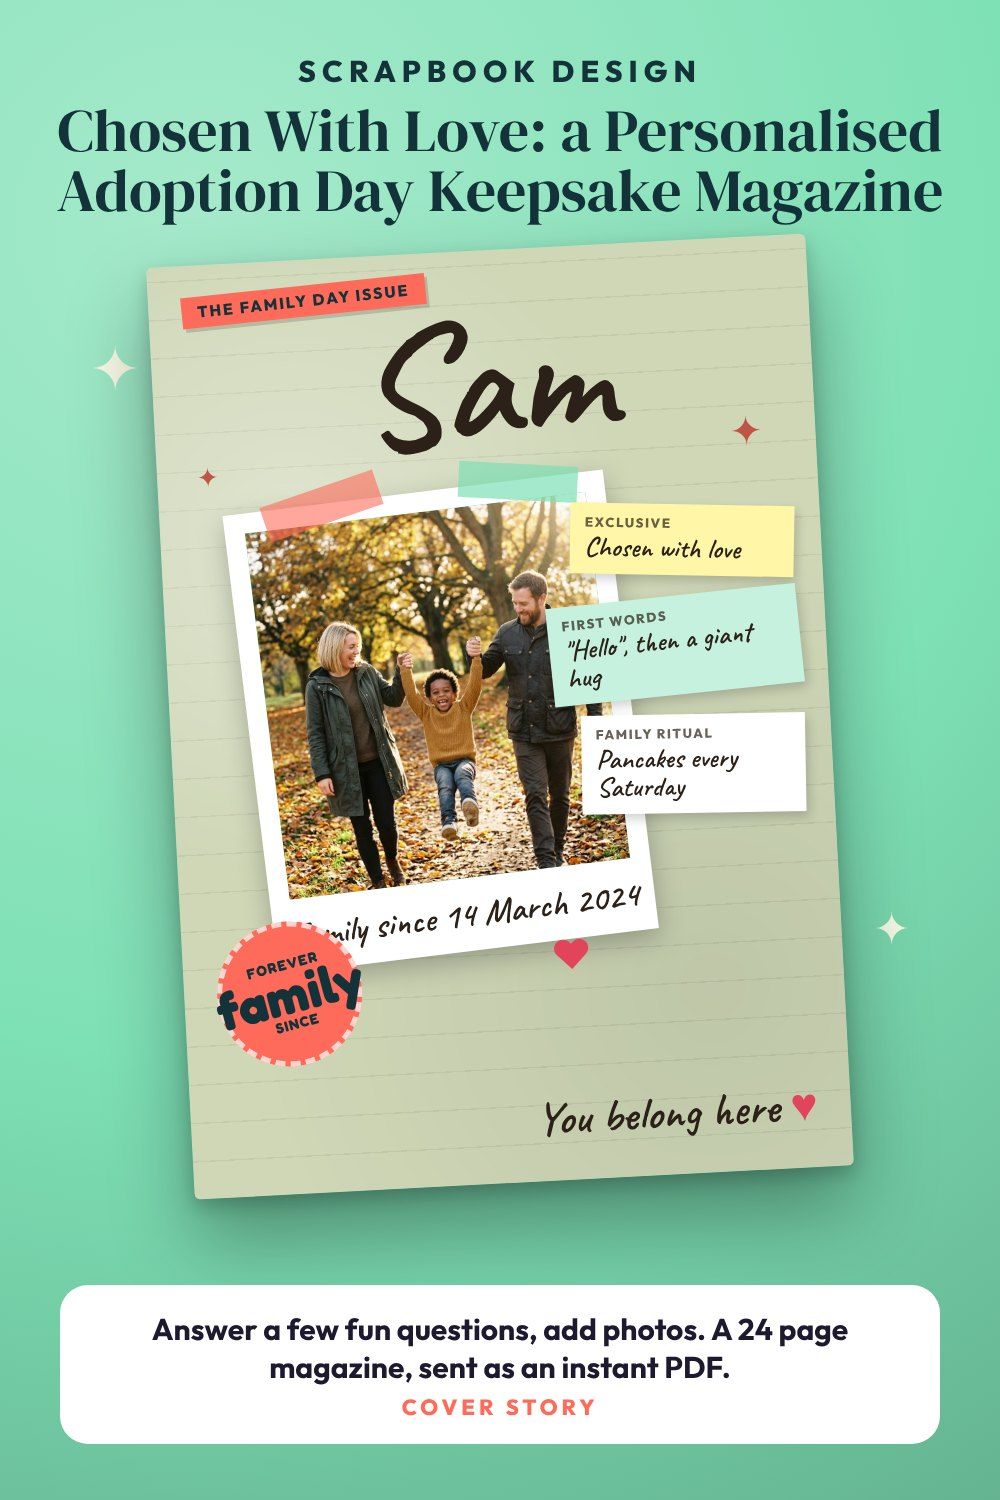 SCRAPBOOK DESIGN
Chosen With Love: a Personalised
Adoption Day Keepsake Magazine
THE FAMILY DAY ISSUE
Sam
EXCLUSIVE
Chosen with love
FIRST WORDS
"Hello", then a giant
hug
FAMILY RITUAL
Pancakes every
Saturday
since 14 March 2024
FOREVER
family
SINCE
You belong here ♥
Answer a few fun questions, add photos. A 24 page
magazine, sent as an instant PDF.
COVER STORY